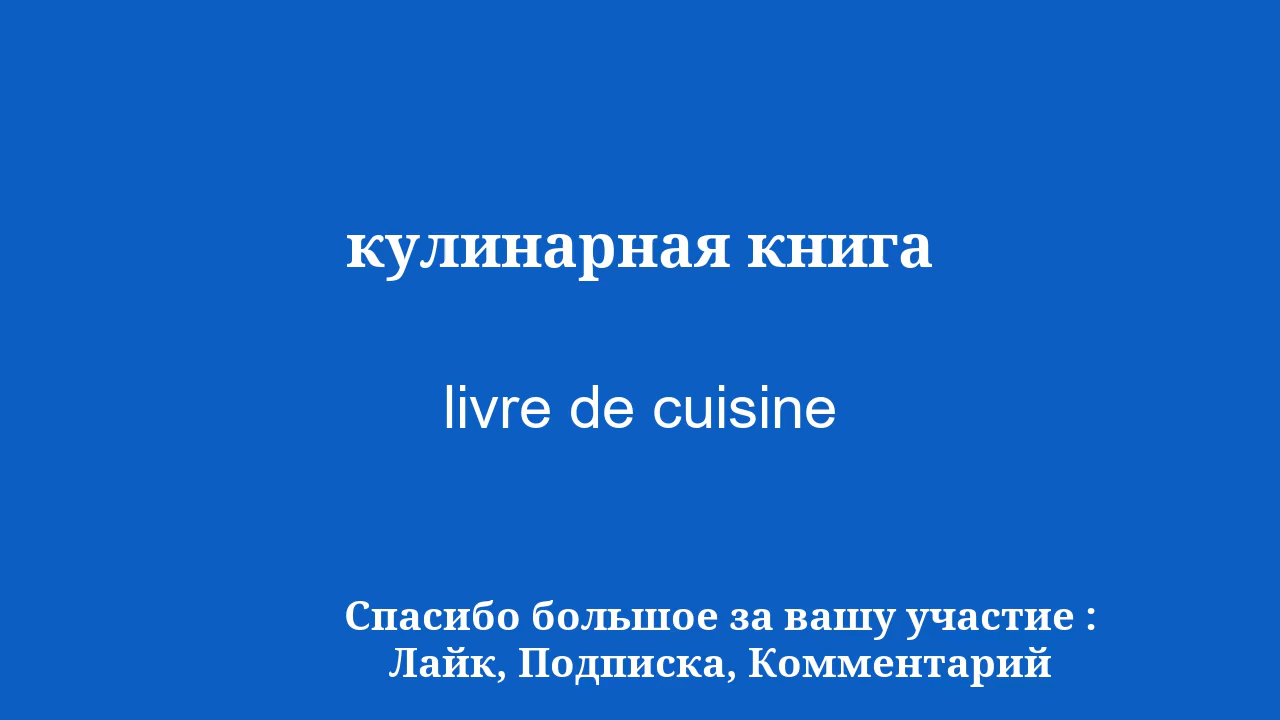 кулинарная книга
livre de cuisine
Спасибо большое за вашу участие :
Лайк, Подписка, Комментарий